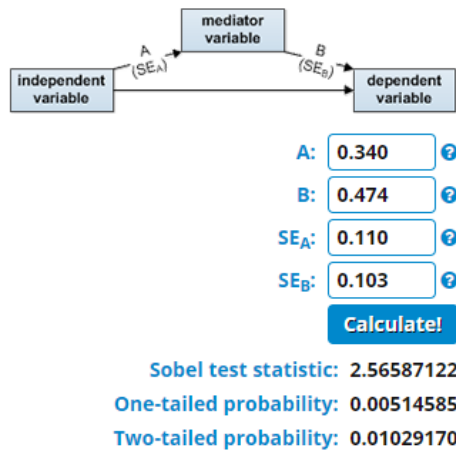 mediator
variable
A
(SEA)
B
(SEB)
independent
variable
dependent
variable
A: 0.340 ?
B: 0.474 ?
SEA: 0.110 ?
SEB: 0.103 ?
Calculate!
Sobel test statistic: 2.56587122
One-tailed probability: 0.00514585
Two-tailed probability: 0.01029170